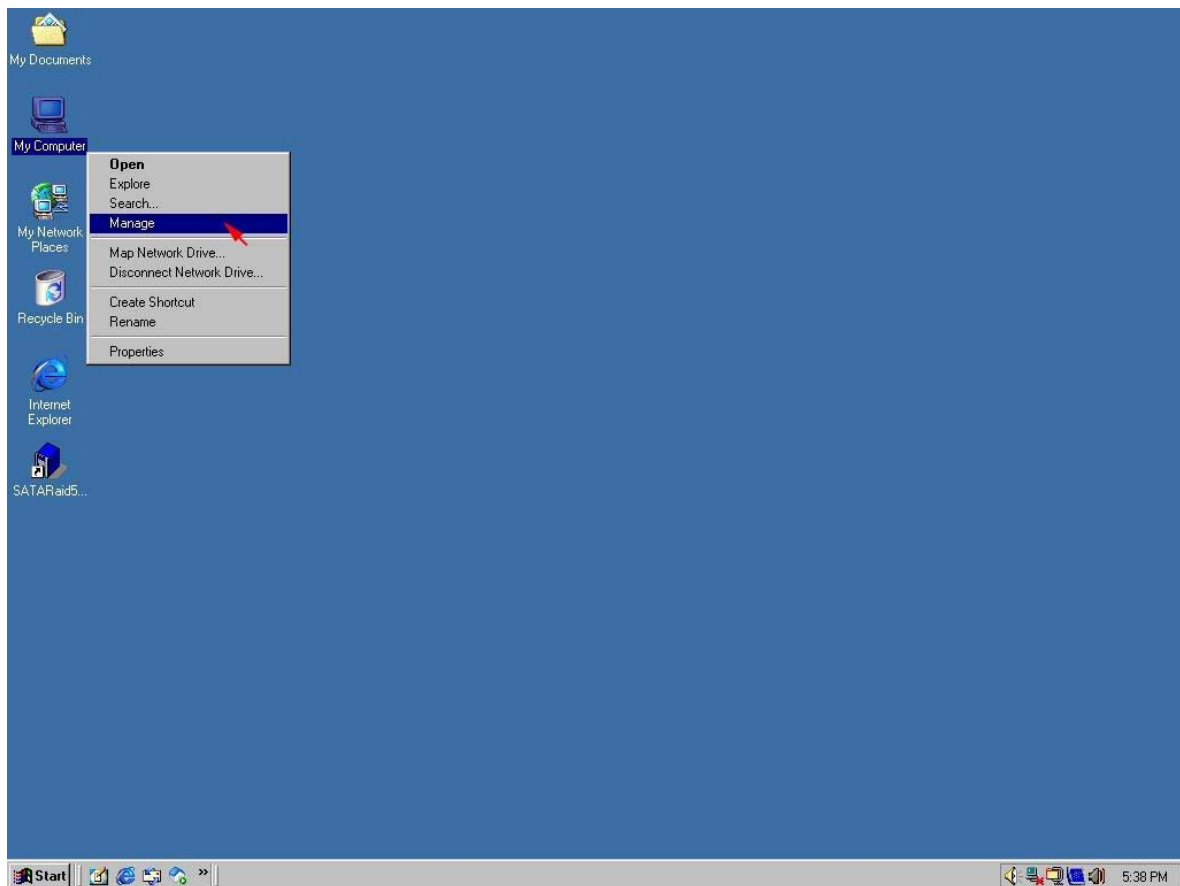 My Documents
My Computer
Open
Explore
Search...
Manage
Map Network Drive...
Disconnect Network Drive...
Create Shortcut
Rename
Properties
My Network
Places
Recycle Bin
Internet
Explorer
SATARaid5...
Start
»
5:38 PM